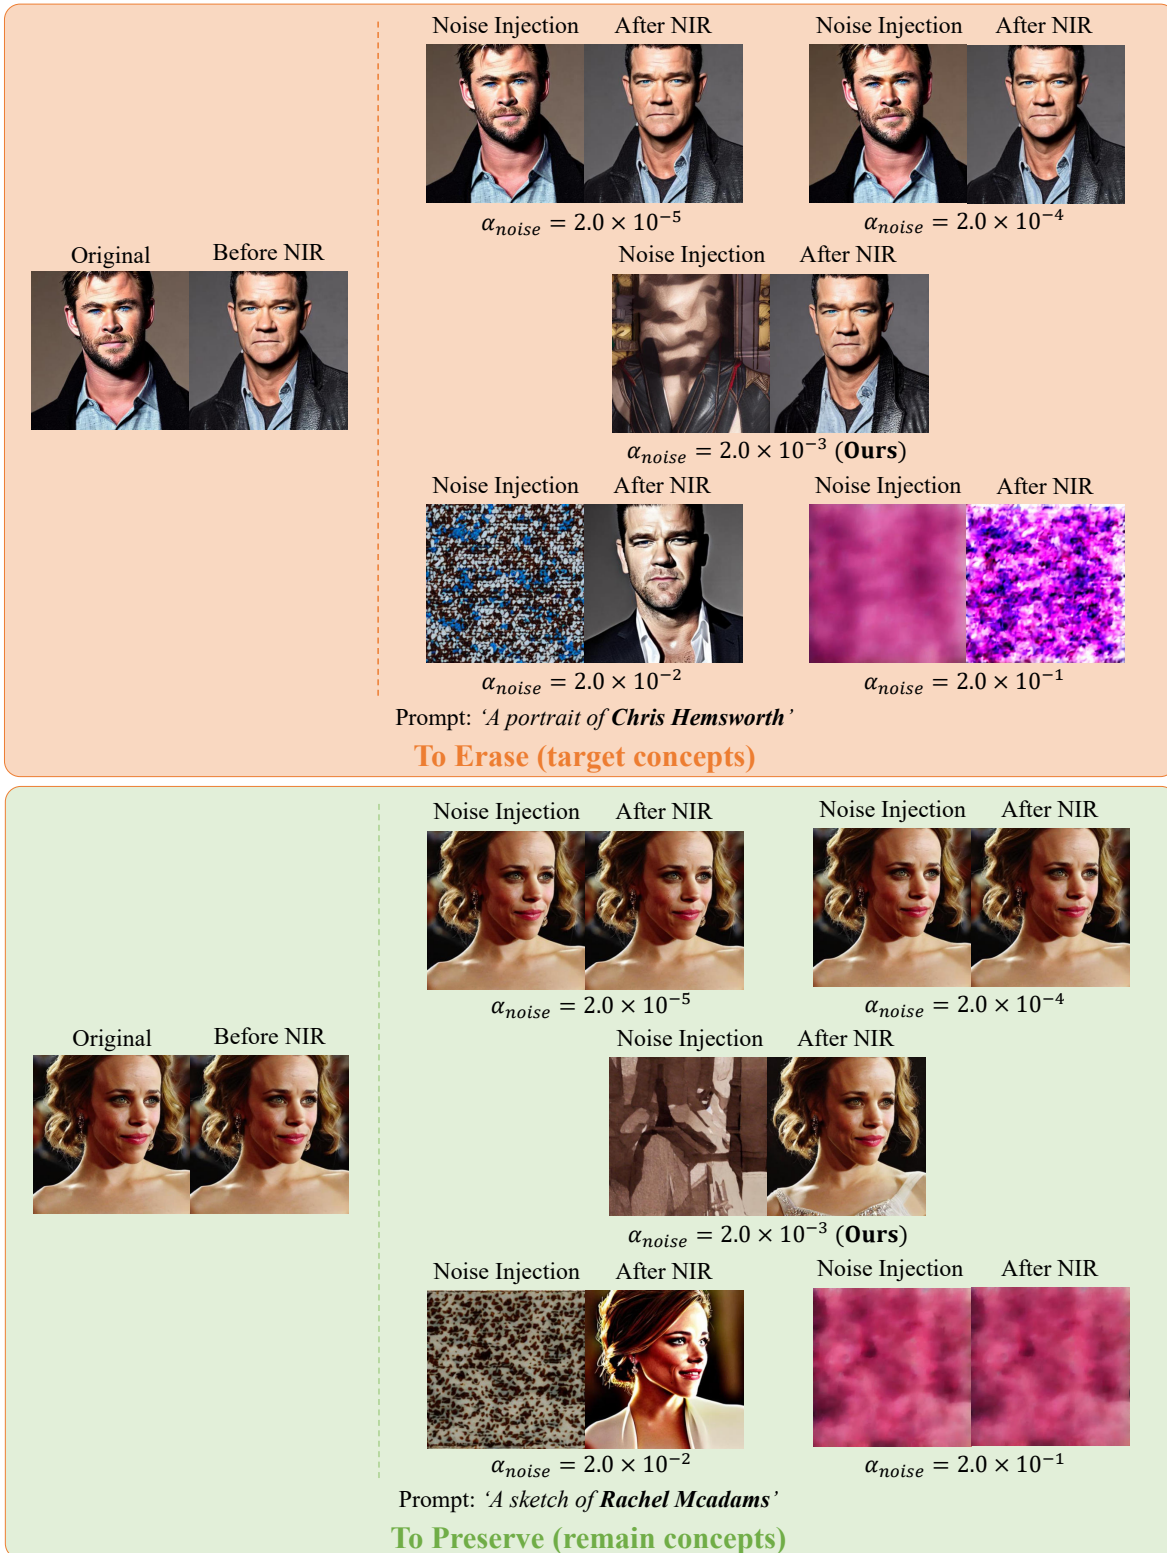 Noise Injection After NIR Noise Injection After NIR
α_noise = 2.0 × 10⁻⁵ α_noise = 2.0 × 10⁻⁴
Original Before NIR Noise Injection After NIR
α_noise = 2.0 × 10⁻³ (Ours)
Noise Injection After NIR Noise Injection After NIR
α_noise = 2.0 × 10⁻² α_noise = 2.0 × 10⁻¹
Prompt: ‘A portrait of Chris Hemsworth’
To Erase (target concepts)
Noise Injection After NIR Noise Injection After NIR
α_noise = 2.0 × 10⁻⁵ α_noise = 2.0 × 10⁻⁴
Original Before NIR Noise Injection After NIR
α_noise = 2.0 × 10⁻³ (Ours)
Noise Injection After NIR Noise Injection After NIR
α_noise = 2.0 × 10⁻² α_noise = 2.0 × 10⁻¹
Prompt: ‘A sketch of Rachel Mcadams’
To Preserve (remain concepts)